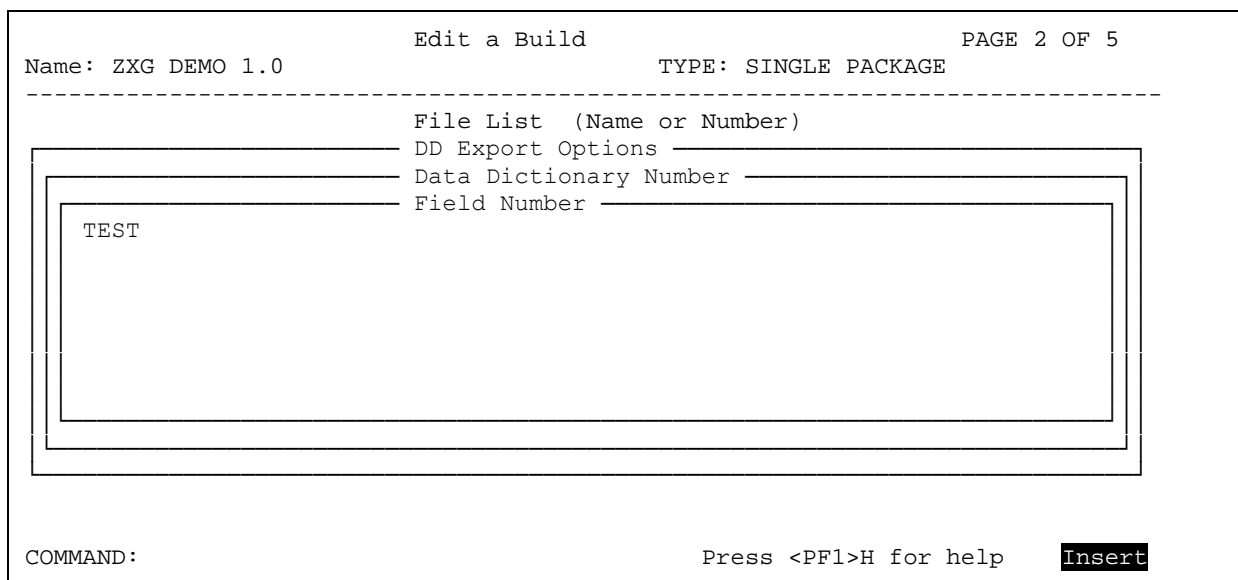 Edit a Build PAGE 2 OF 5
Name: ZXG DEMO 1.0 TYPE: SINGLE PACKAGE
-------------------------------------------------------------------------------
File List (Name or Number)
DD Export Options
Data Dictionary Number
Field Number
TEST
COMMAND: Press <PF1>H for help Insert